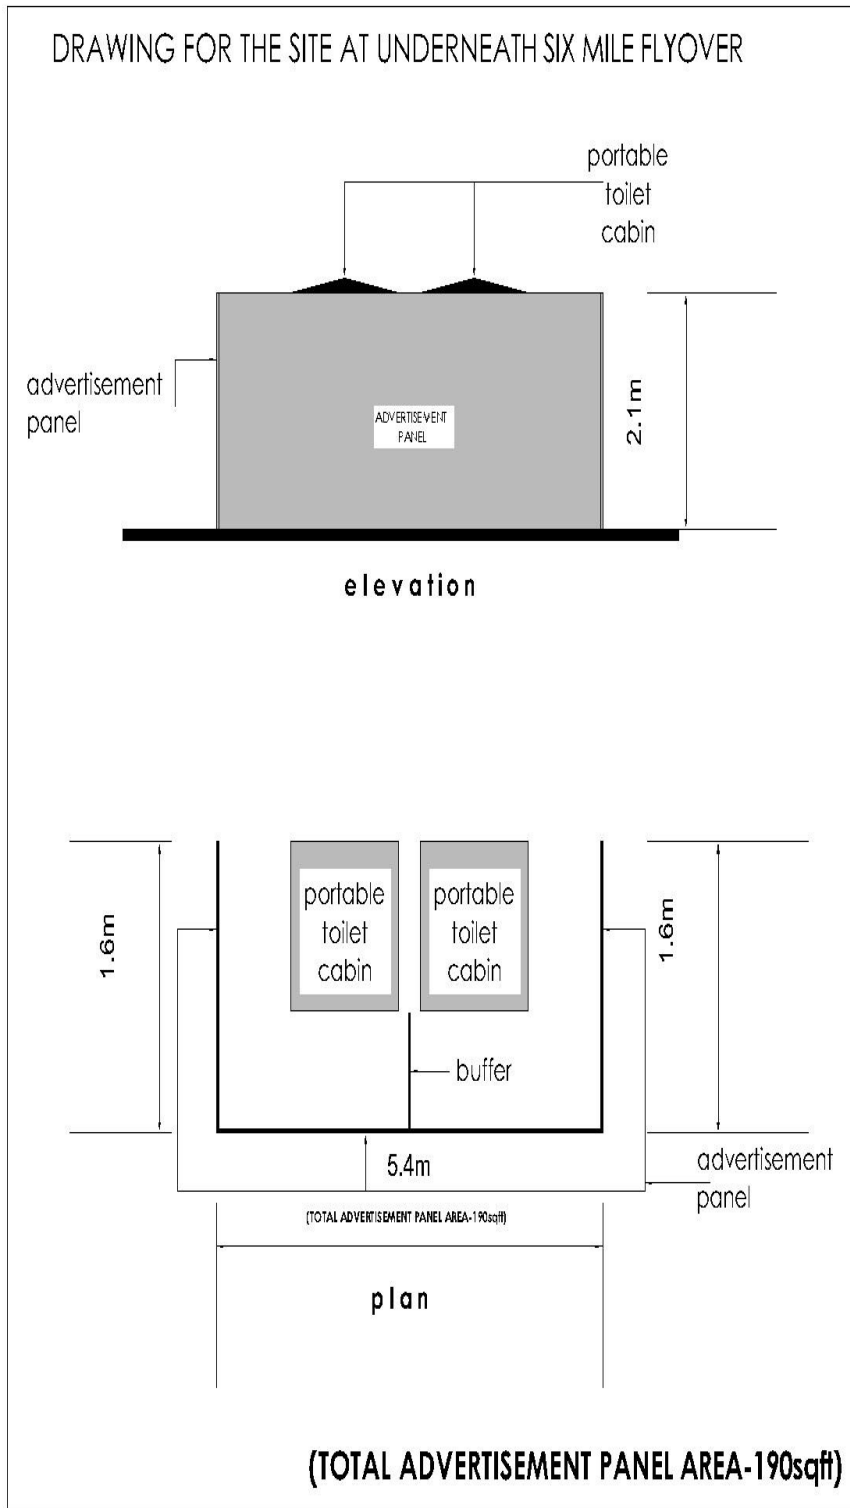 DRAWING FOR THE SITE AT UNDERNEATH SIX MILE FLYOVER
portable
toilet
cabin
advertisement
panel
ADVERTISEMENT
PANEL
2.1m
elevation
portable
toilet
cabin
portable
toilet
cabin
1.6m
1.6m
buffer
5.4m
advertisement
panel
(TOTAL ADVERTISEMENT PANEL AREA-190sqft)
plan
(TOTAL ADVERTISEMENT PANEL AREA-190sqft)